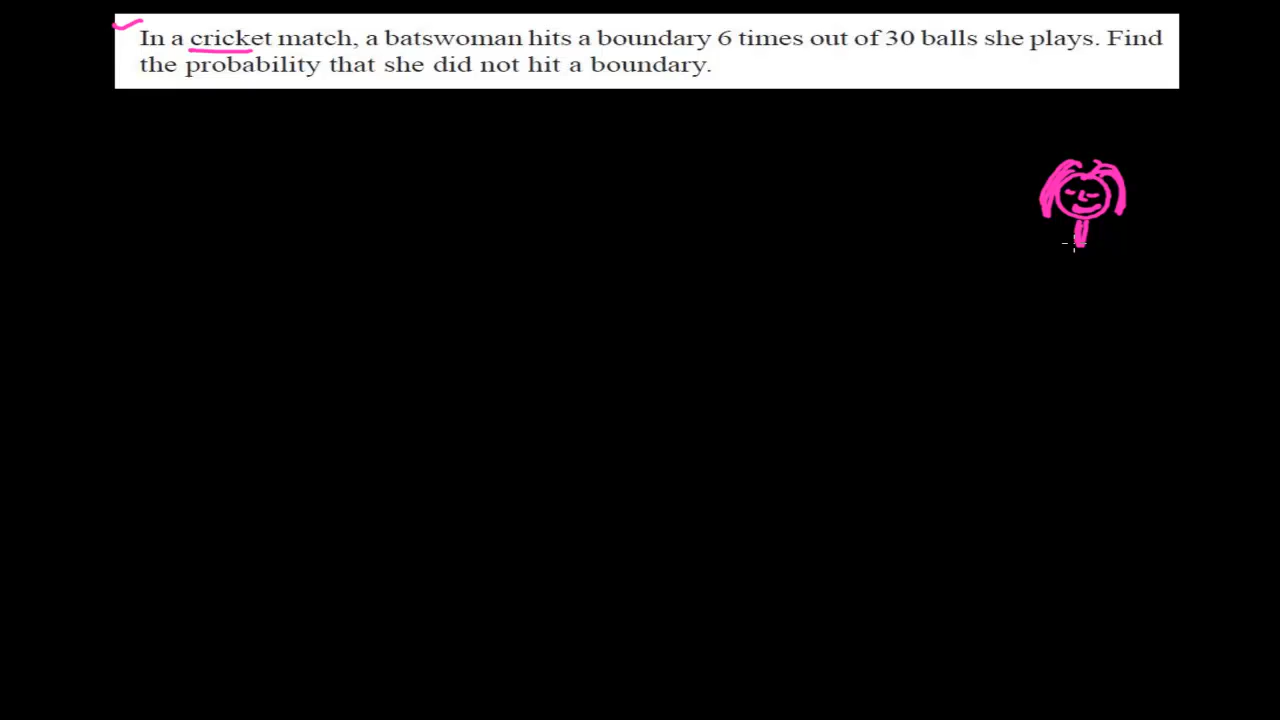 In a cricket match, a batswoman hits a boundary 6 times out of 30 balls she plays. Find
the probability that she did not hit a boundary.